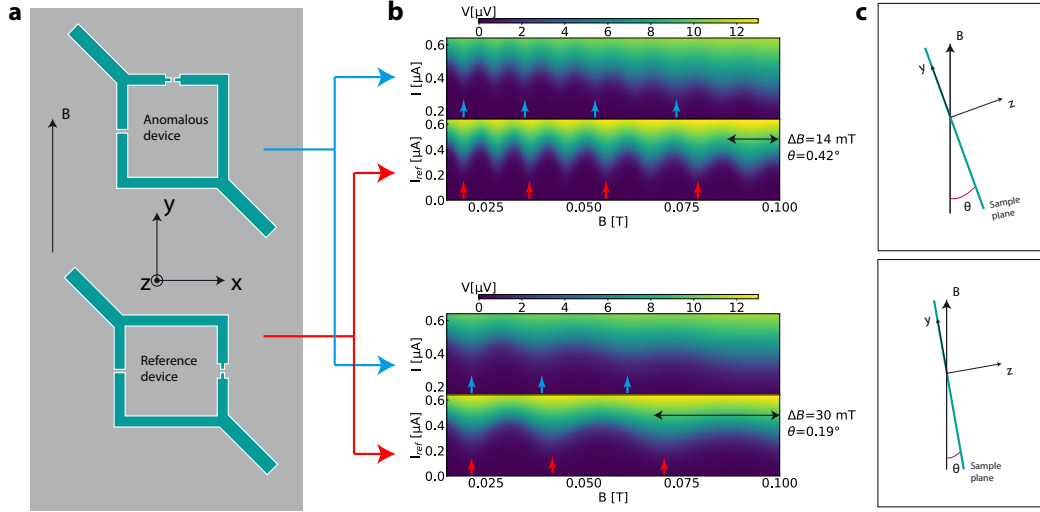 a
B
Anomalous
device
y
z
x
Reference
device
b
V[μV]
0 2 4 6 8 10 12
I [μA]
0.6
0.4
0.2
I_ref [μA]
0.6
0.4
0.2
0.0
0.025 0.050 0.075 0.100
B [T]
ΔB=14 mT
θ=0.42°
V[μV]
0 2 4 6 8 10 12
I [μA]
0.6
0.4
0.2
I_ref [μA]
0.6
0.4
0.2
0.0
0.025 0.050 0.075 0.100
B [T]
ΔB=30 mT
θ=0.19°
c
B
y
z
θ
Sample
plane
B
y
z
θ
Sample
plane